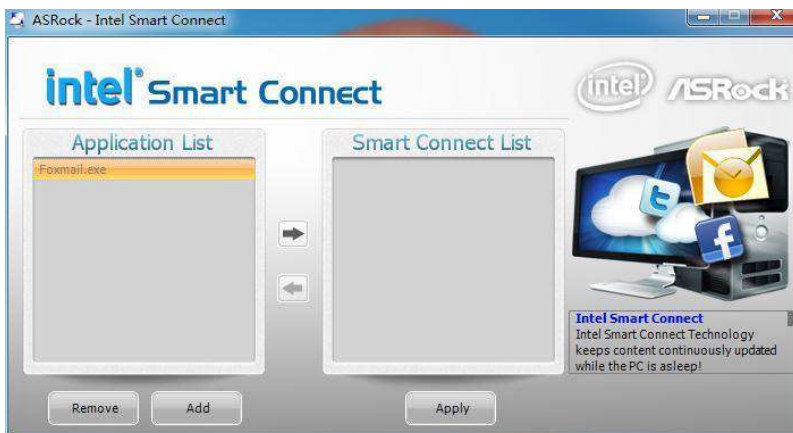 ASRock - Intel Smart Connect
intel Smart Connect
intel ASRock
Application List
Foxmail.exe
Smart Connect List
Intel Smart Connect
Intel Smart Connect Technology
keeps content continuously updated
while the PC is asleep!
Remove
Add
Apply